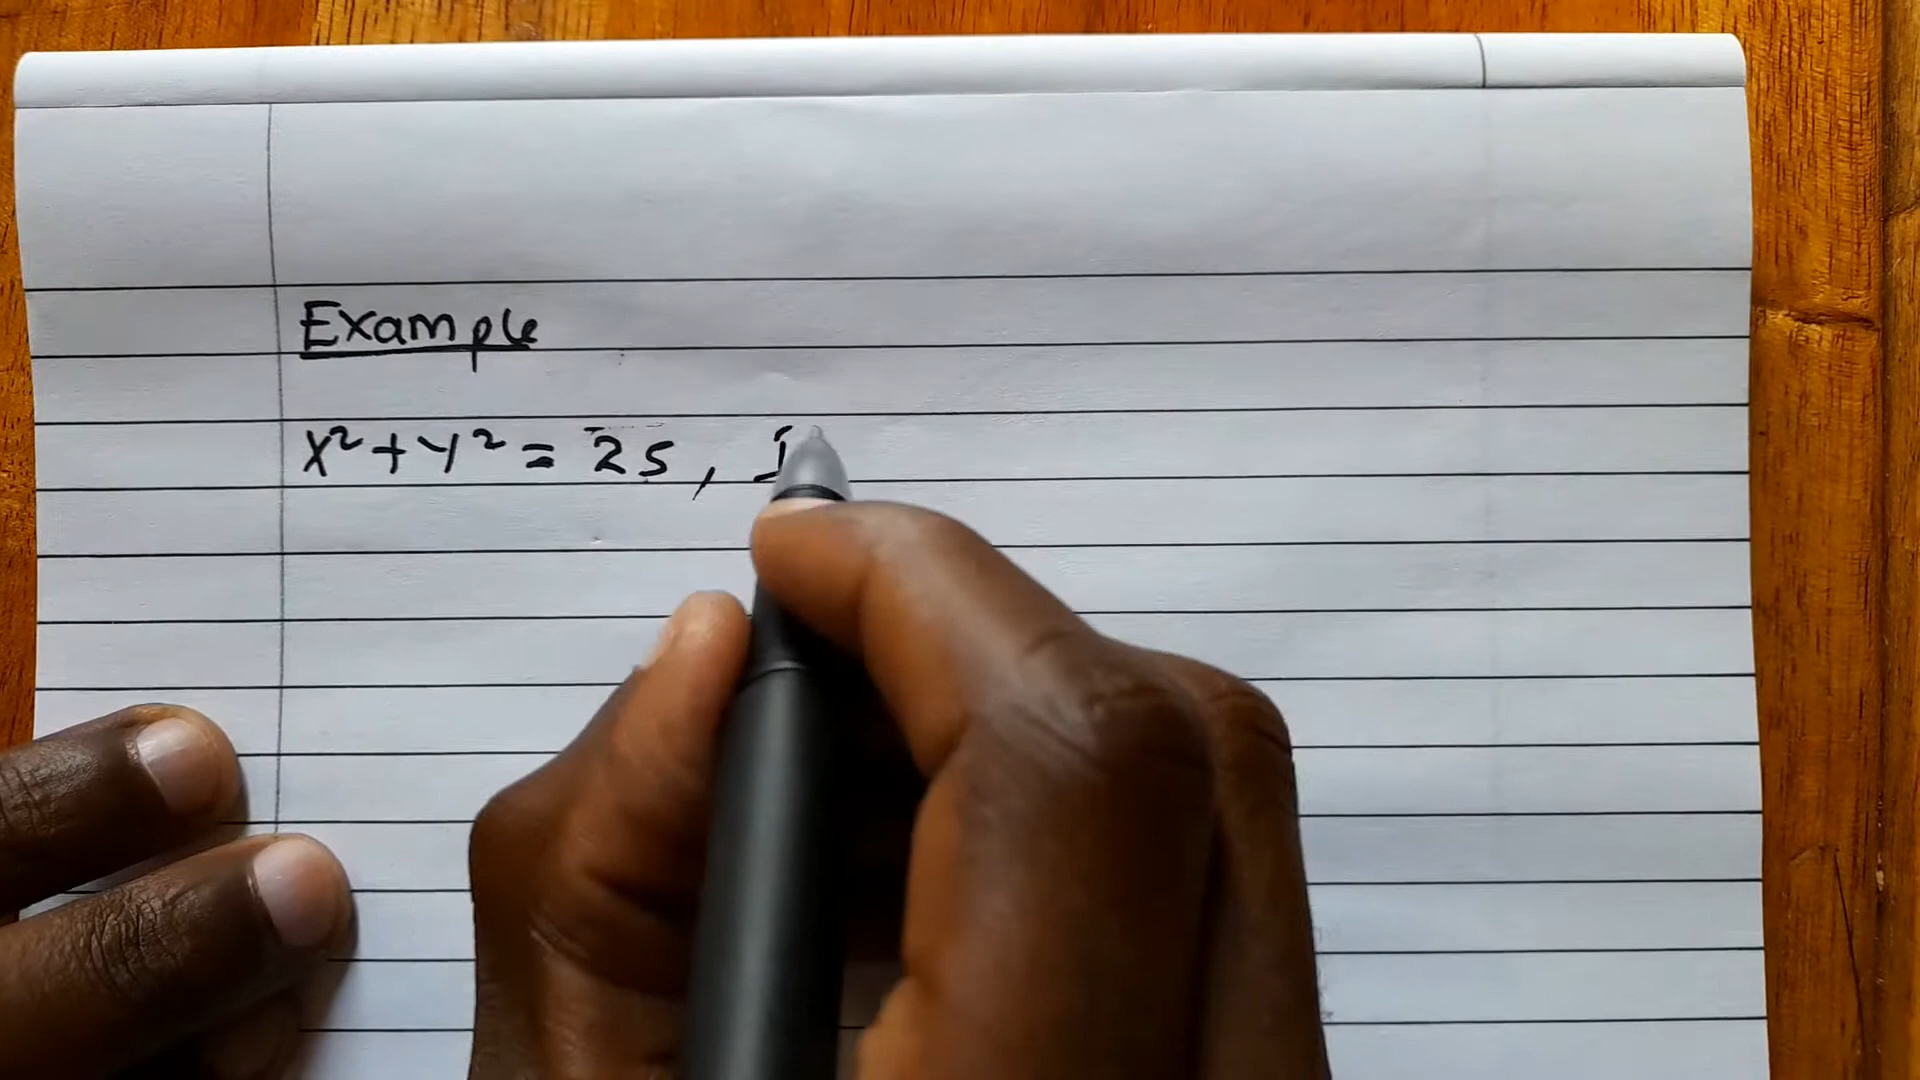 Example
x² + y² = 25, I